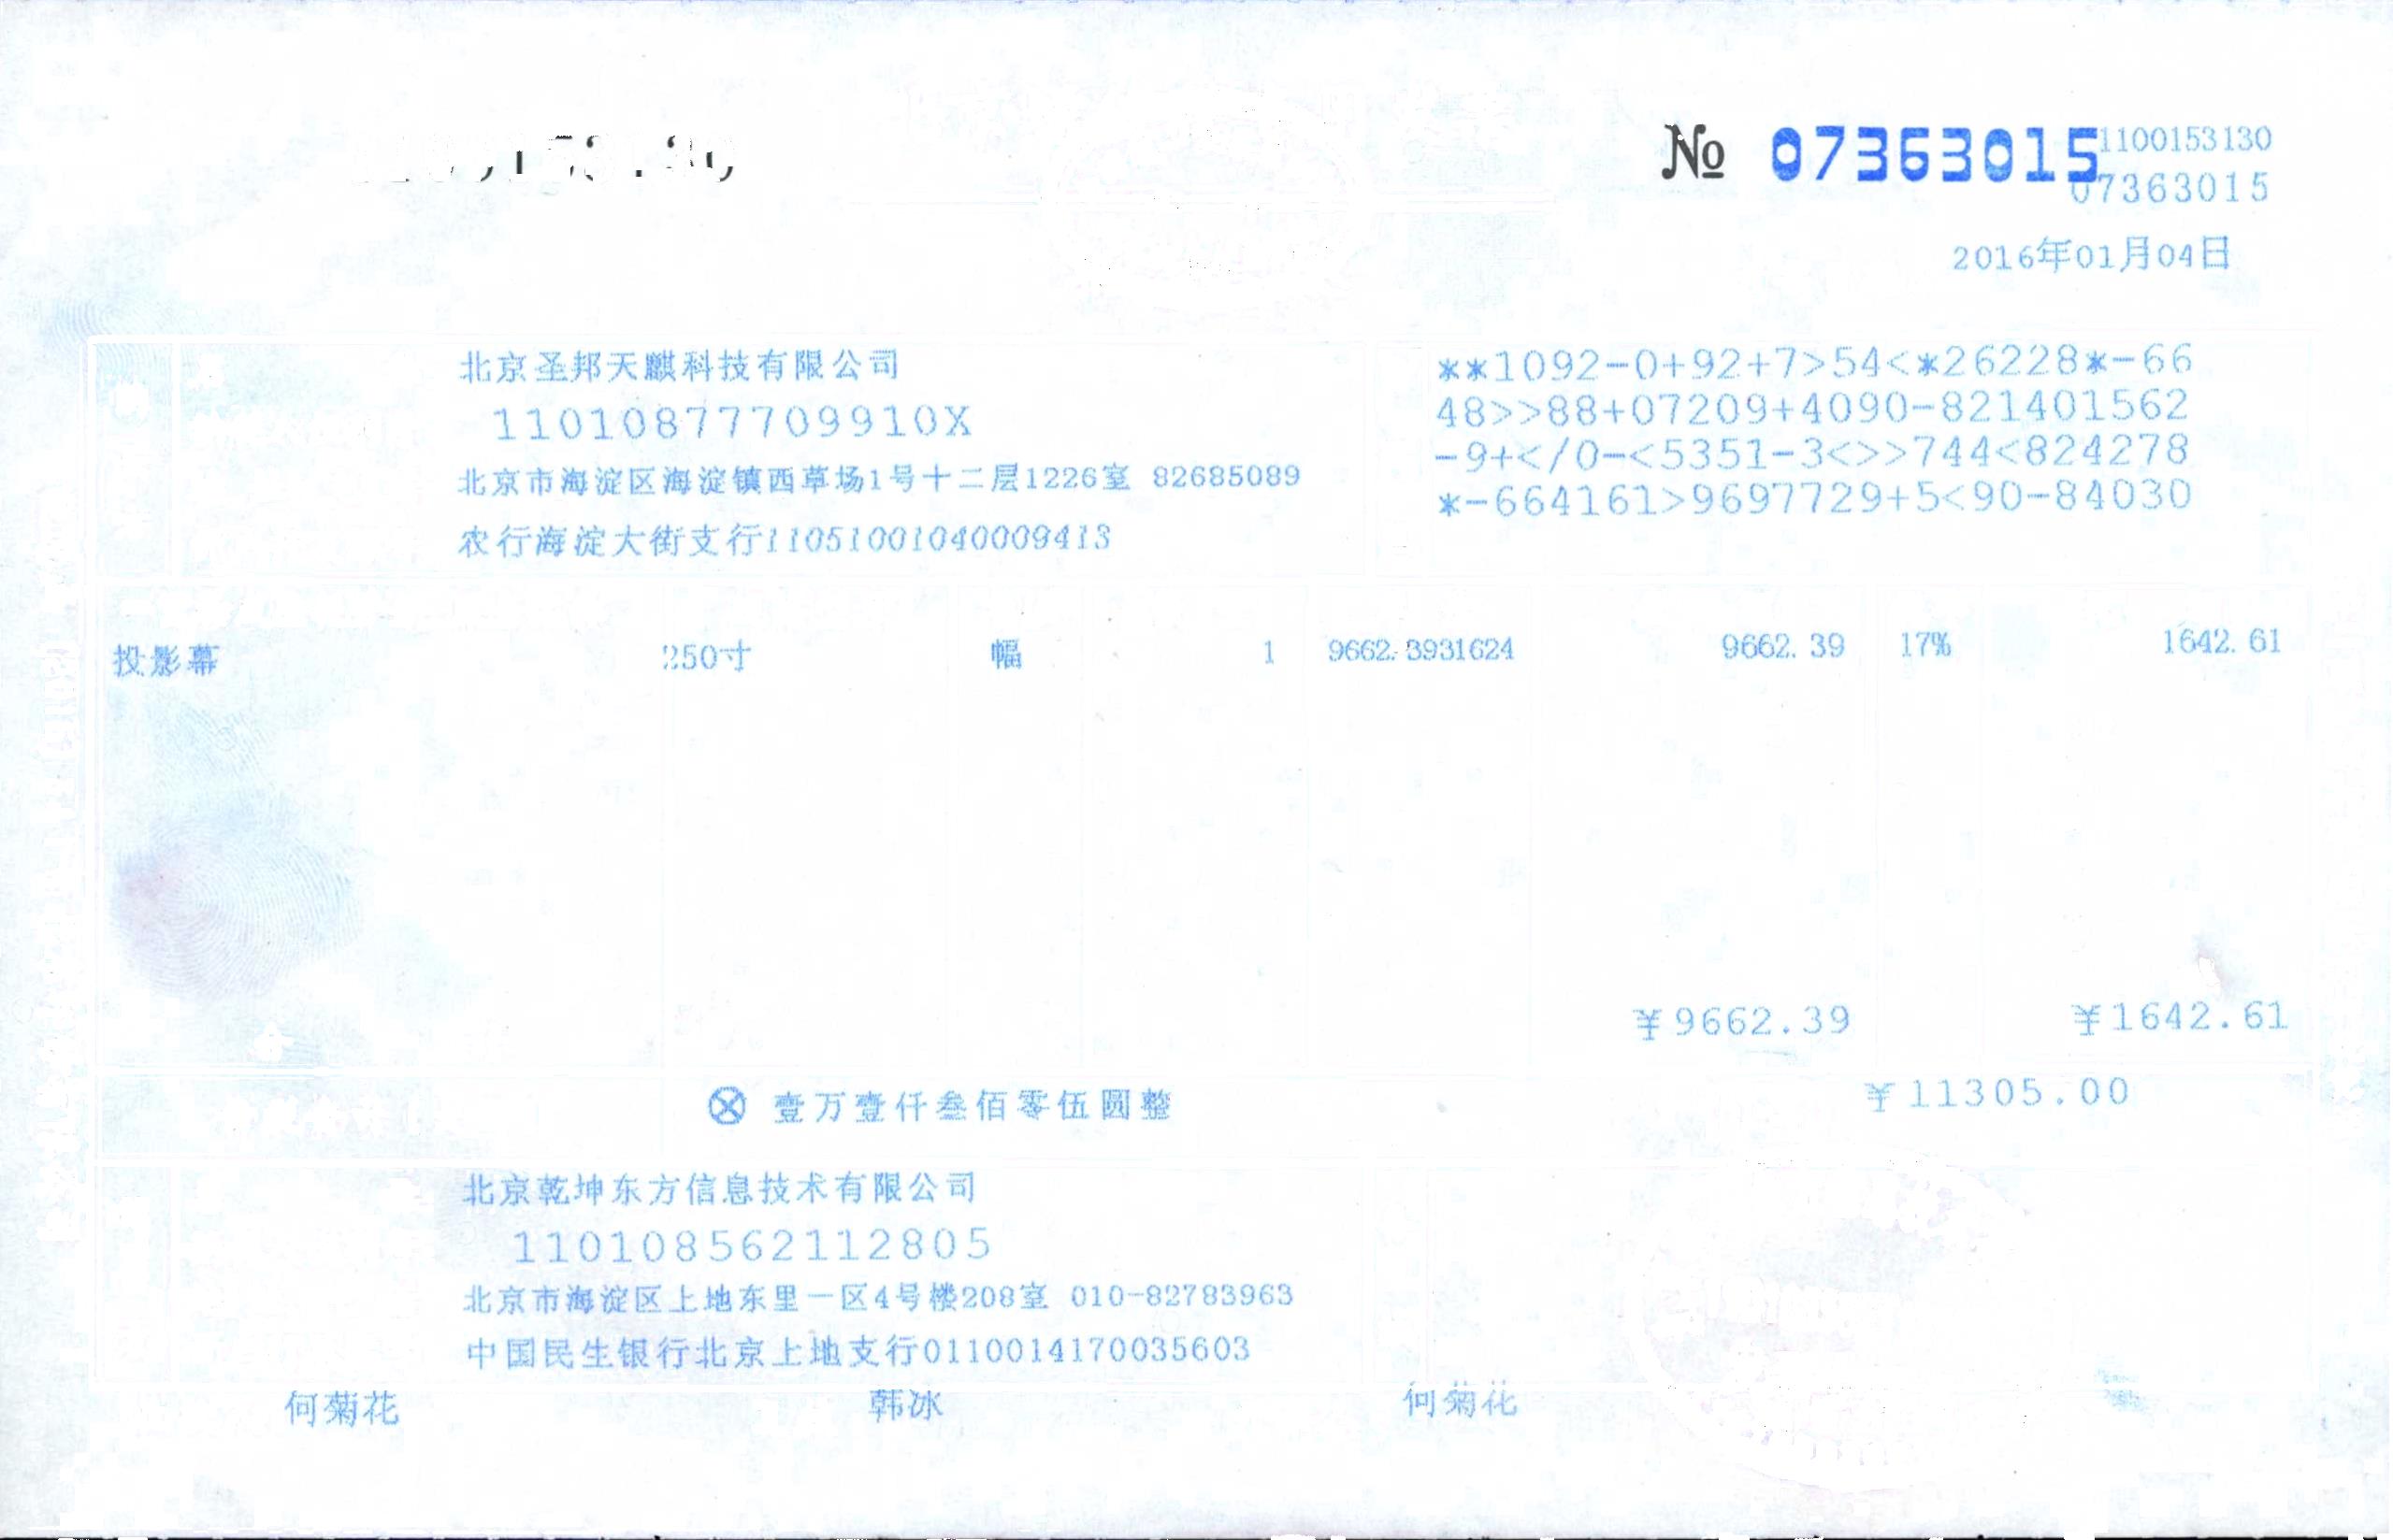 № 07363015
1100153130
07363015
2016年01月04日
北京圣邦天麒科技有限公司
11010877709910X
北京市海淀区海淀镇西草场1号十二层1226室 82685089
农行海淀大街支行11051001040009413
**1092-0+92+7>54<*26228*-66
48>>88+07209+4090-821401562
-9+</0-<5351-3<>>744<824278
*-664161>9697729+5<90-84030
投影幕 250寸 幅 1 9662.3931624 9662.39 17% 1642.61
¥9662.39 ¥1642.61
ⓧ 壹万壹仟叁佰零伍圆整 ¥11305.00
北京乾坤东方信息技术有限公司
110108562112805
北京市海淀区上地东里一区4号楼208室 010-82783963
中国民生银行北京上地支行0110014170035603
何菊花 韩冰 何菊花